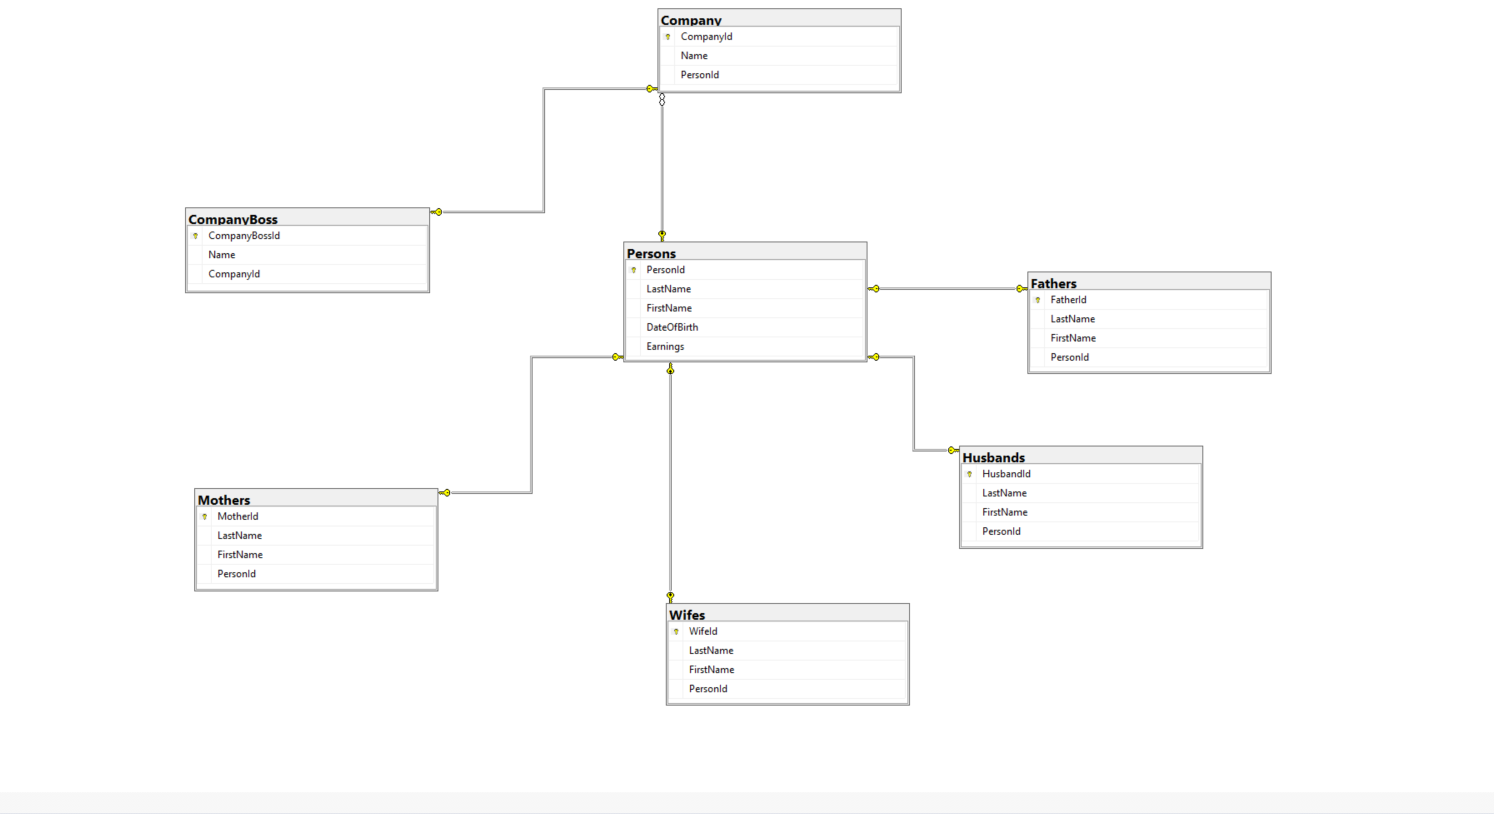 Company
CompanyId
Name
PersonId
CompanyBoss
CompanyBossId
Name
CompanyId
Persons
PersonId
LastName
FirstName
DateOfBirth
Earnings
Fathers
FatherId
LastName
FirstName
PersonId
Husbands
HusbandId
LastName
FirstName
PersonId
Mothers
MotherId
LastName
FirstName
PersonId
Wifes
WifeId
LastName
FirstName
PersonId